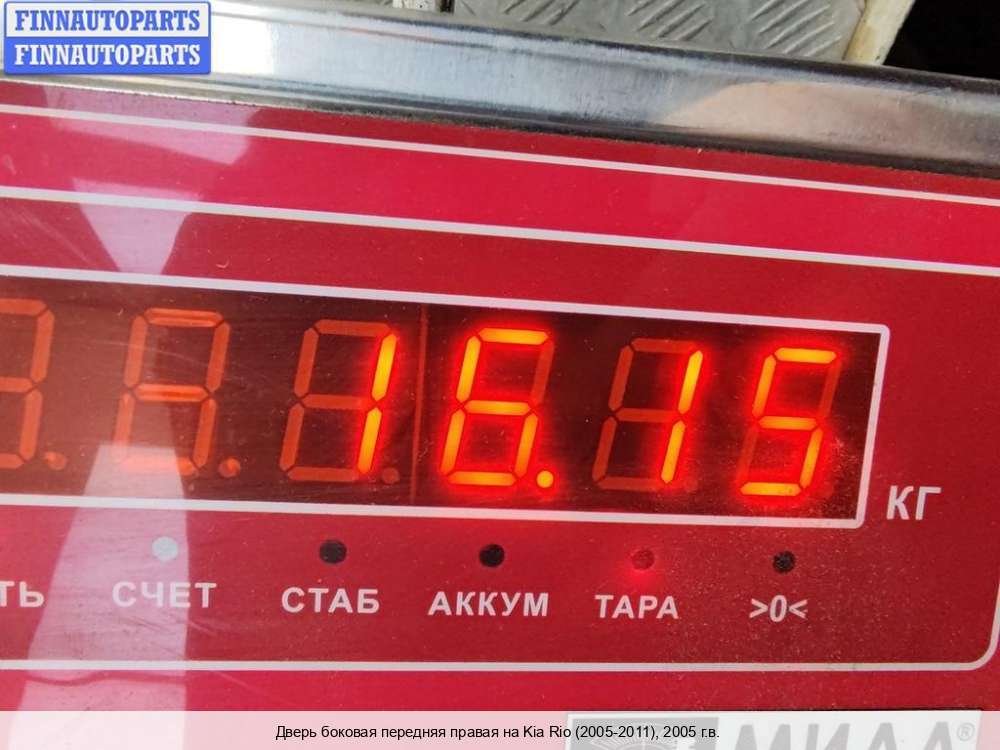 FINNAUTOPARTS
FINNAUTOPARTS
16.15
КГ
ТЬ СЧЕТ СТАБ АККУМ ТАРА >0<
Дверь боковая передняя правая на Kia Rio (2005-2011), 2005 г.в.